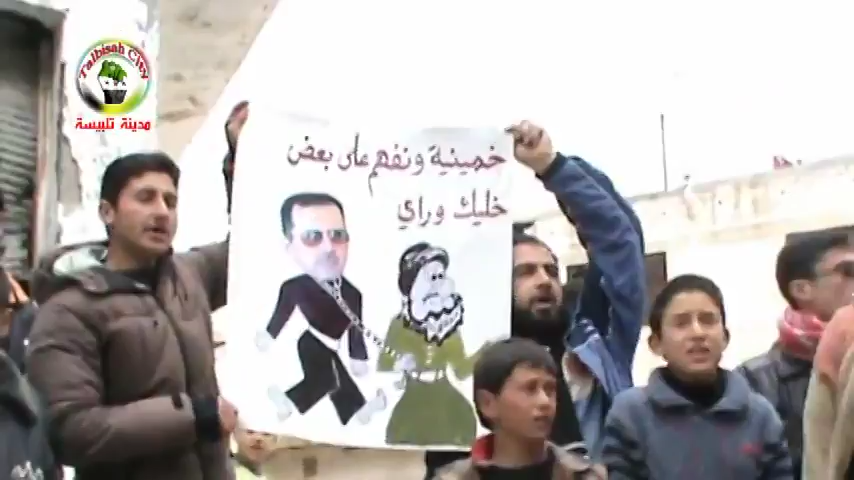 Talbisah City
مدينة تلبيسة
خمينية ونفهم على بعض
خليك وراي